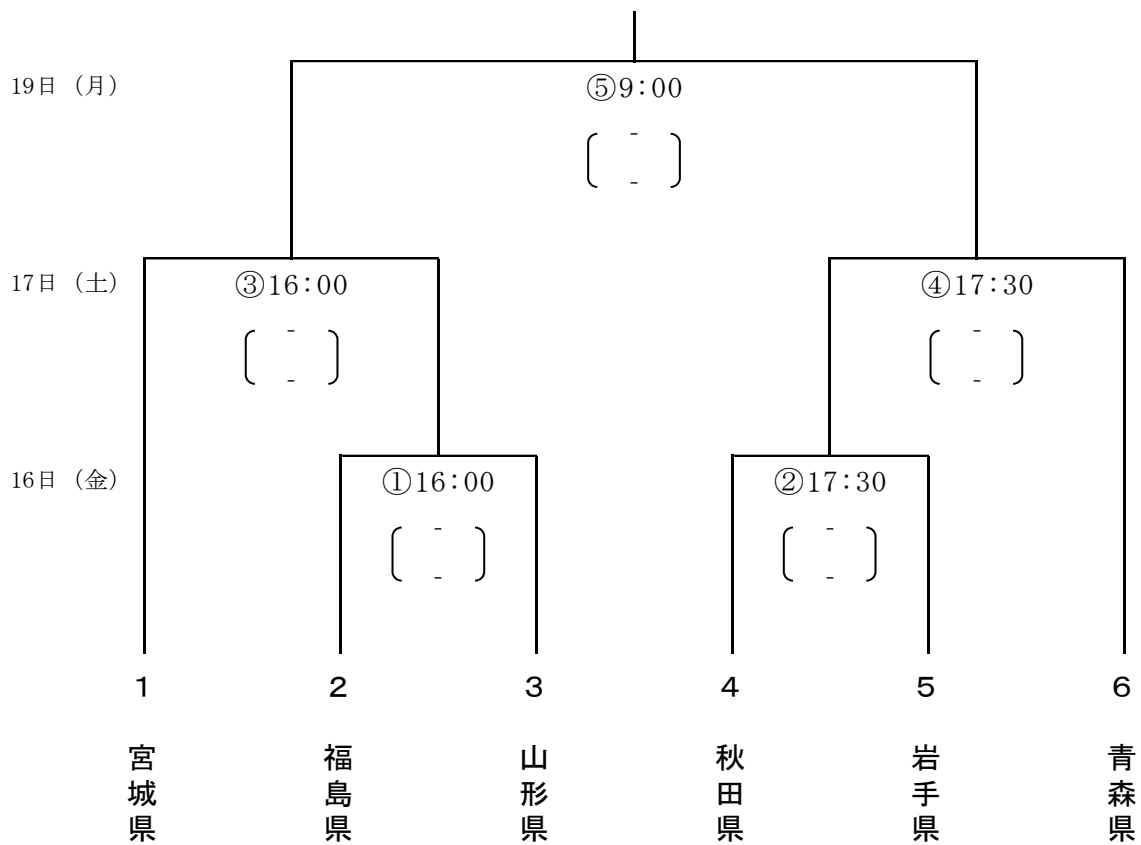 19日 (月)
⑤9:00
-
-
17日 (土)
③16:00
④17:30
-
-
-
-
16日 (金)
①16:00
②17:30
-
-
-
-
1
2
3
4
5
6
宮城県
福島県
山形県
秋田県
岩手県
青森県